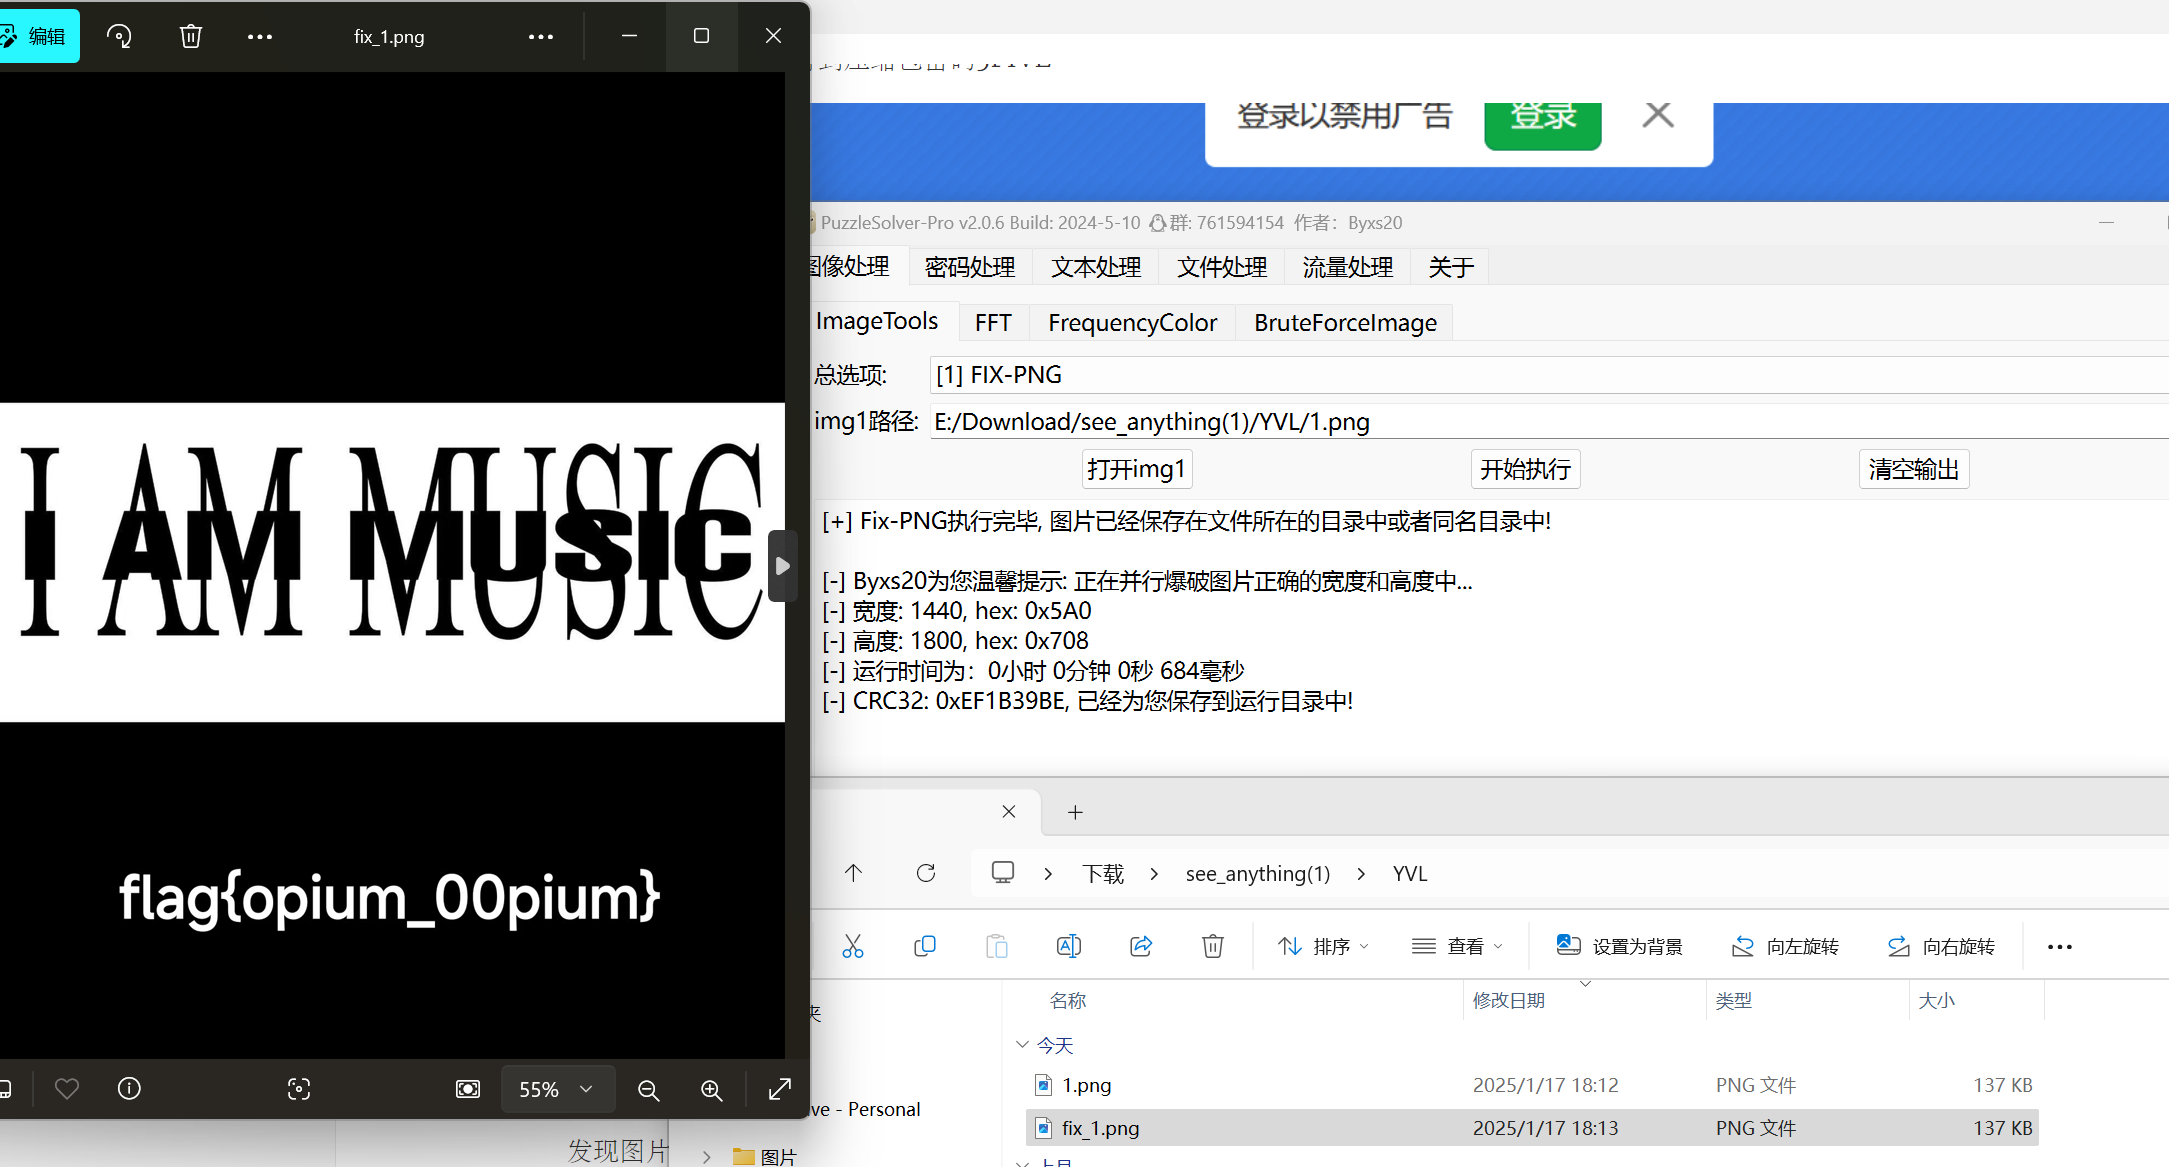 编辑
fix_1.png
I AM MUSIC
I AM MUSIC
flag{opium_00pium}
55%
发现图片
登录以禁用广告
登录
PuzzleSolver-Pro v2.0.6 Build: 2024-5-10 群: 761594154 作者：Byxs20
图像处理 密码处理 文本处理 文件处理 流量处理 关于
ImageTools FFT FrequencyColor BruteForceImage
总选项: [1] FIX-PNG
img1路径: E:/Download/see_anything(1)/YVL/1.png
打开img1 开始执行 清空输出
[+] Fix-PNG执行完毕, 图片已经保存在文件所在的目录中或者同名目录中!
[-] Byxs20为您温馨提示: 正在并行爆破图片正确的宽度和高度中...
[-] 宽度: 1440, hex: 0x5A0
[-] 高度: 1800, hex: 0x708
[-] 运行时间为：0小时 0分钟 0秒 684毫秒
[-] CRC32: 0xEF1B39BE, 已经为您保存到运行目录中!
下载 see_anything(1) YVL
排序 查看 设置为背景 向左旋转 向右旋转
名称 修改日期 类型 大小
今天
1.png 2025/1/17 18:12 PNG 文件 137 KB
fix_1.png 2025/1/17 18:13 PNG 文件 137 KB
ve - Personal
图片